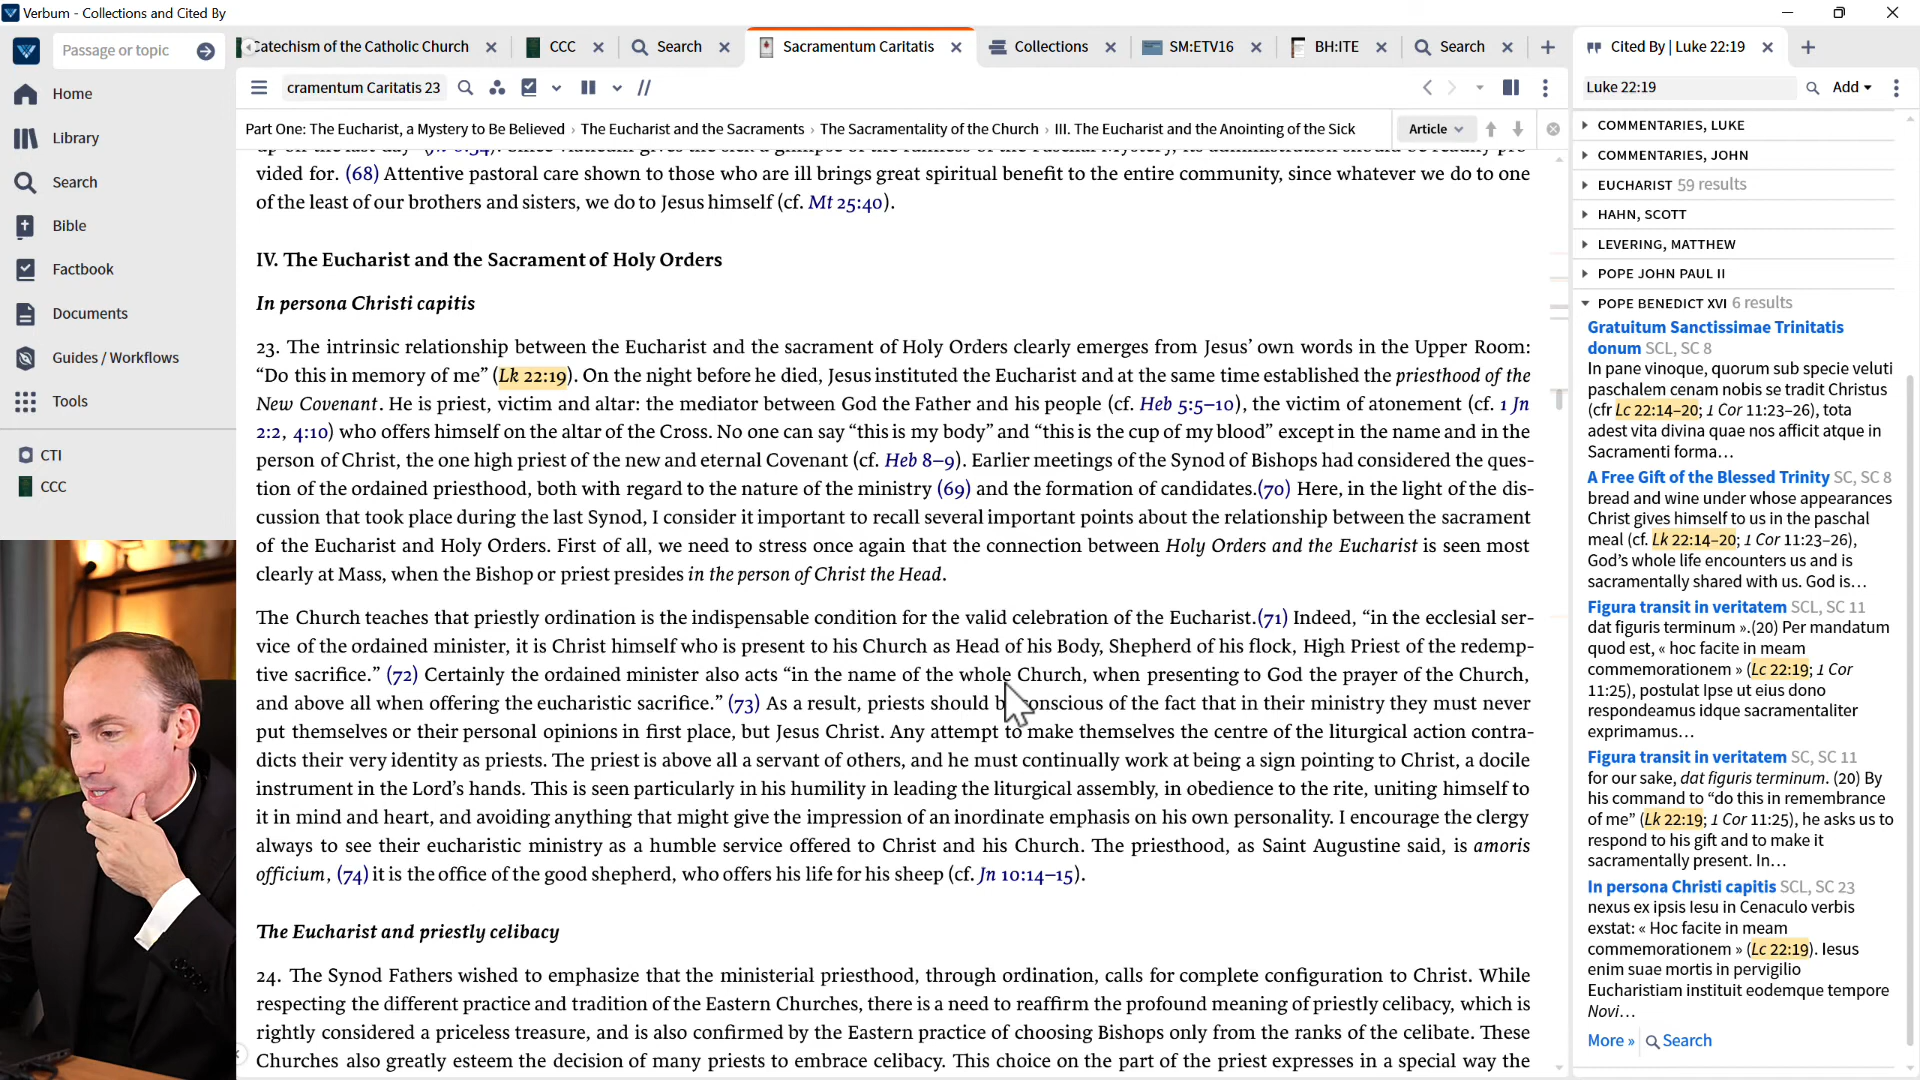 Verbum - Collections and Cited By
Passage or topic
Home
Library
Search
Bible
Factbook
Documents
Guides / Workflows
Tools
CTI
CCC
Catechism of the Catholic Church
CCC
Search
Sacramentum Caritatis
Collections
SM:ETV16
BH:ITE
Search
cramentum Caritatis 23
Part One: The Eucharist, a Mystery to Be Believed › The Eucharist and the Sacraments › The Sacramentality of the Church › III. The Eucharist and the Anointing of the Sick
Article
vided for. (68) Attentive pastoral care shown to those who are ill brings great spiritual benefit to the entire community, since whatever we do to one
of the least of our brothers and sisters, we do to Jesus himself (cf. Mt 25:40).
IV. The Eucharist and the Sacrament of Holy Orders
In persona Christi capitis
23. The intrinsic relationship between the Eucharist and the sacrament of Holy Orders clearly emerges from Jesus’ own words in the Upper Room:
“Do this in memory of me” (Lk 22:19). On the night before he died, Jesus instituted the Eucharist and at the same time established the priesthood of the
New Covenant. He is priest, victim and altar: the mediator between God the Father and his people (cf. Heb 5:5–10), the victim of atonement (cf. 1 Jn
2:2, 4:10) who offers himself on the altar of the Cross. No one can say “this is my body” and “this is the cup of my blood” except in the name and in the
person of Christ, the one high priest of the new and eternal Covenant (cf. Heb 8–9). Earlier meetings of the Synod of Bishops had considered the ques-
tion of the ordained priesthood, both with regard to the nature of the ministry (69) and the formation of candidates.(70) Here, in the light of the dis-
cussion that took place during the last Synod, I consider it important to recall several important points about the relationship between the sacrament
of the Eucharist and Holy Orders. First of all, we need to stress once again that the connection between Holy Orders and the Eucharist is seen most
clearly at Mass, when the Bishop or priest presides in the person of Christ the Head.
The Church teaches that priestly ordination is the indispensable condition for the valid celebration of the Eucharist.(71) Indeed, “in the ecclesial ser-
vice of the ordained minister, it is Christ himself who is present to his Church as Head of his Body, Shepherd of his flock, High Priest of the redemp-
tive sacrifice.” (72) Certainly the ordained minister also acts “in the name of the whole Church, when presenting to God the prayer of the Church,
and above all when offering the eucharistic sacrifice.” (73) As a result, priests should be conscious of the fact that in their ministry they must never
put themselves or their personal opinions in first place, but Jesus Christ. Any attempt to make themselves the centre of the liturgical action contra-
dicts their very identity as priests. The priest is above all a servant of others, and he must continually work at being a sign pointing to Christ, a docile
instrument in the Lord’s hands. This is seen particularly in his humility in leading the liturgical assembly, in obedience to the rite, uniting himself to
it in mind and heart, and avoiding anything that might give the impression of an inordinate emphasis on his own personality. I encourage the clergy
always to see their eucharistic ministry as a humble service offered to Christ and his Church. The priesthood, as Saint Augustine said, is amoris
officium, (74) it is the office of the good shepherd, who offers his life for his sheep (cf. Jn 10:14–15).
The Eucharist and priestly celibacy
24. The Synod Fathers wished to emphasize that the ministerial priesthood, through ordination, calls for complete configuration to Christ. While
respecting the different practice and tradition of the Eastern Churches, there is a need to reaffirm the profound meaning of priestly celibacy, which is
rightly considered a priceless treasure, and is also confirmed by the Eastern practice of choosing Bishops only from the ranks of the celibate. These
Churches also greatly esteem the decision of many priests to embrace celibacy. This choice on the part of the priest expresses in a special way the
Cited By | Luke 22:19
Luke 22:19
Add
COMMENTARIES, LUKE
COMMENTARIES, JOHN
EUCHARIST 59 results
HAHN, SCOTT
LEVERING, MATTHEW
POPE JOHN PAUL II
POPE BENEDICT XVI 6 results
Gratuitum Sanctissimae Trinitatis
donum SCL, SC 8
In pane vinoque, quorum sub specie veluti
paschalem cenam nobis se tradit Christus
(cfr Lc 22:14–20; 1 Cor 11:23–26), tota
adest vita divina quae nos afficit atque in
Sacramenti forma…
A Free Gift of the Blessed Trinity SC, SC 8
bread and wine under whose appearances
Christ gives himself to us in the paschal
meal (cf. Lk 22:14–20; 1 Cor 11:23–26),
God’s whole life encounters us and is
sacramentally shared with us. God is…
Figura transit in veritatem SCL, SC 11
dat figuris terminum ».(20) Per mandatum
quod est, « hoc facite in meam
commemorationem » (Lc 22:19; 1 Cor
11:25), postulat Ipse ut eius dono
respondeamus idque sacramentaliter
exprimamus…
Figura transit in veritatem SC, SC 11
for our sake, dat figuris terminum. (20) By
his command to “do this in remembrance
of me” (Lk 22:19; 1 Cor 11:25), he asks us to
respond to his gift and to make it
sacramentally present. In…
In persona Christi capitis SCL, SC 23
nexus ex ipsis Iesu in Cenaculo verbis
exstat: « Hoc facite in meam
commemorationem » (Lc 22:19). Iesus
enim suae mortis in pervigilio
Eucharistiam instituit eodemque tempore
Novi…
More » Search